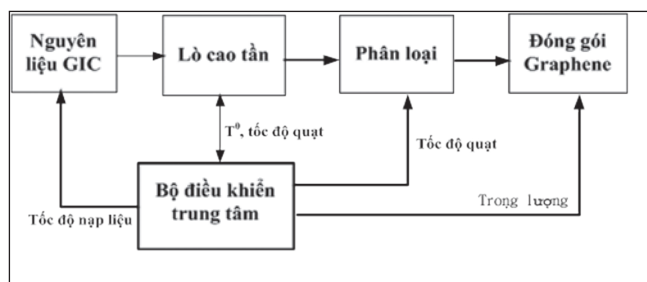 Nguyên
liệu GIC
Lò cao tần
Phân loại
Đóng gói
Graphene
T⁰, tốc độ quạt
Tốc độ quạt
Bộ điều khiển
trung tâm
Tốc độ nạp liệu
Trọng lượng